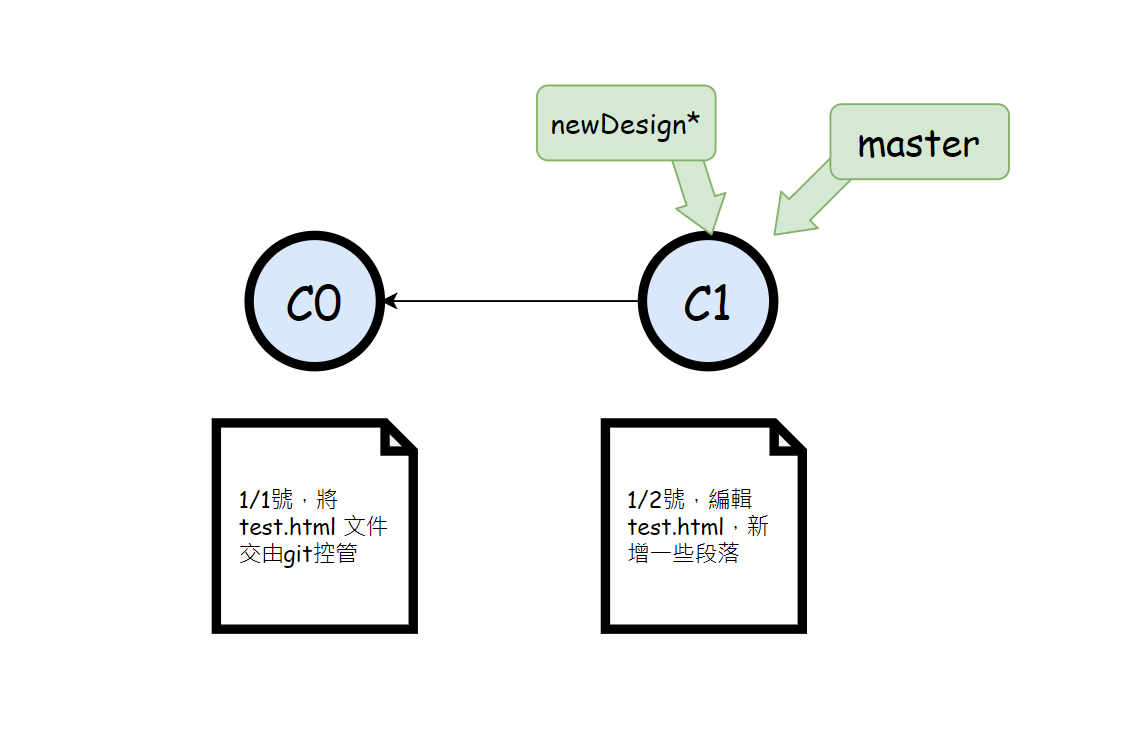 newDesign*
master
C0
C1
1/1號，將
test.html 文件
交由git控管
1/2號，編輯
test.html，新
增一些段落